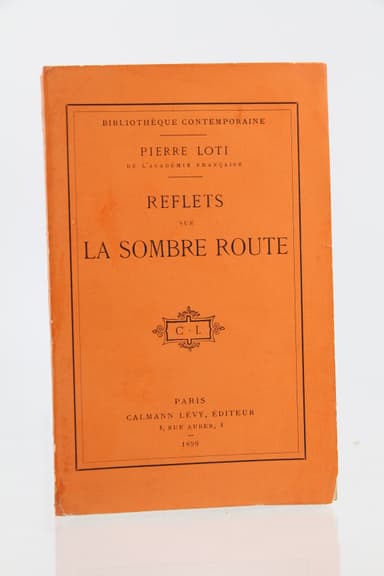 BIBLIOTHÈQUE CONTEMPORAINE
PIERRE LOTI
DE L'ACADÉMIE FRANÇAISE
REFLETS
SUR
LA SOMBRE ROUTE
C·L
PARIS
CALMANN LÉVY, ÉDITEUR
3, RUE AUBER, 3
1899